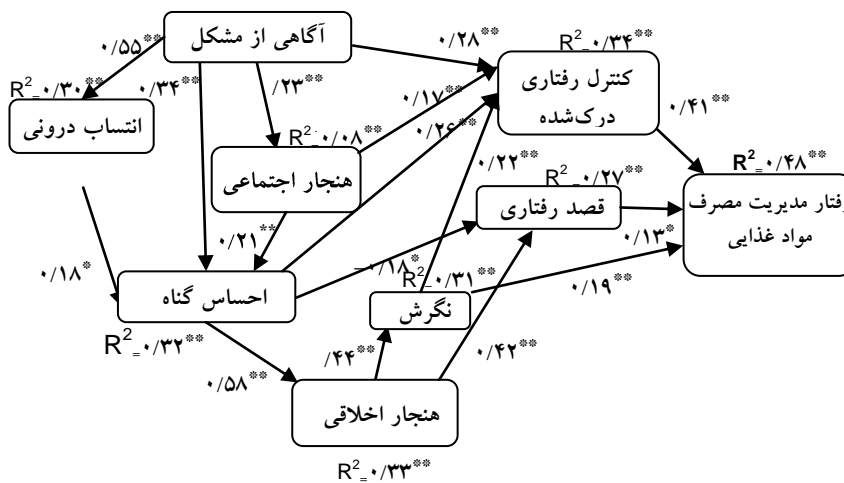 آگاهی از مشکل
۰/۵۵**
۰/۲۸**
R²=۰/۳۴**
R²=۰/۳۰**
۰/۳۴**
/۲۳**
۰/۱۷**
کنترل رفتاری
درک‌شده
انتساب درونی
R²=۰/۰۸**
۰/۲۶**
۰/۴۱**
هنجار اجتماعی
۰/۲۲**
R²=۰/۲۷**
R²=۰/۴۸**
قصد رفتاری
رفتار مدیریت مصرف
مواد غذایی
۰/۲۱**
۰/۱۸*
-۰/۱۸*
۰/۱۳*
احساس گناه
R²=۰/۳۱**
۰/۱۹**
نگرش
R²=۰/۳۲**
/۴۴**
۰/۴۲**
۰/۵۸**
هنجار اخلاقی
R²=۰/۳۳**